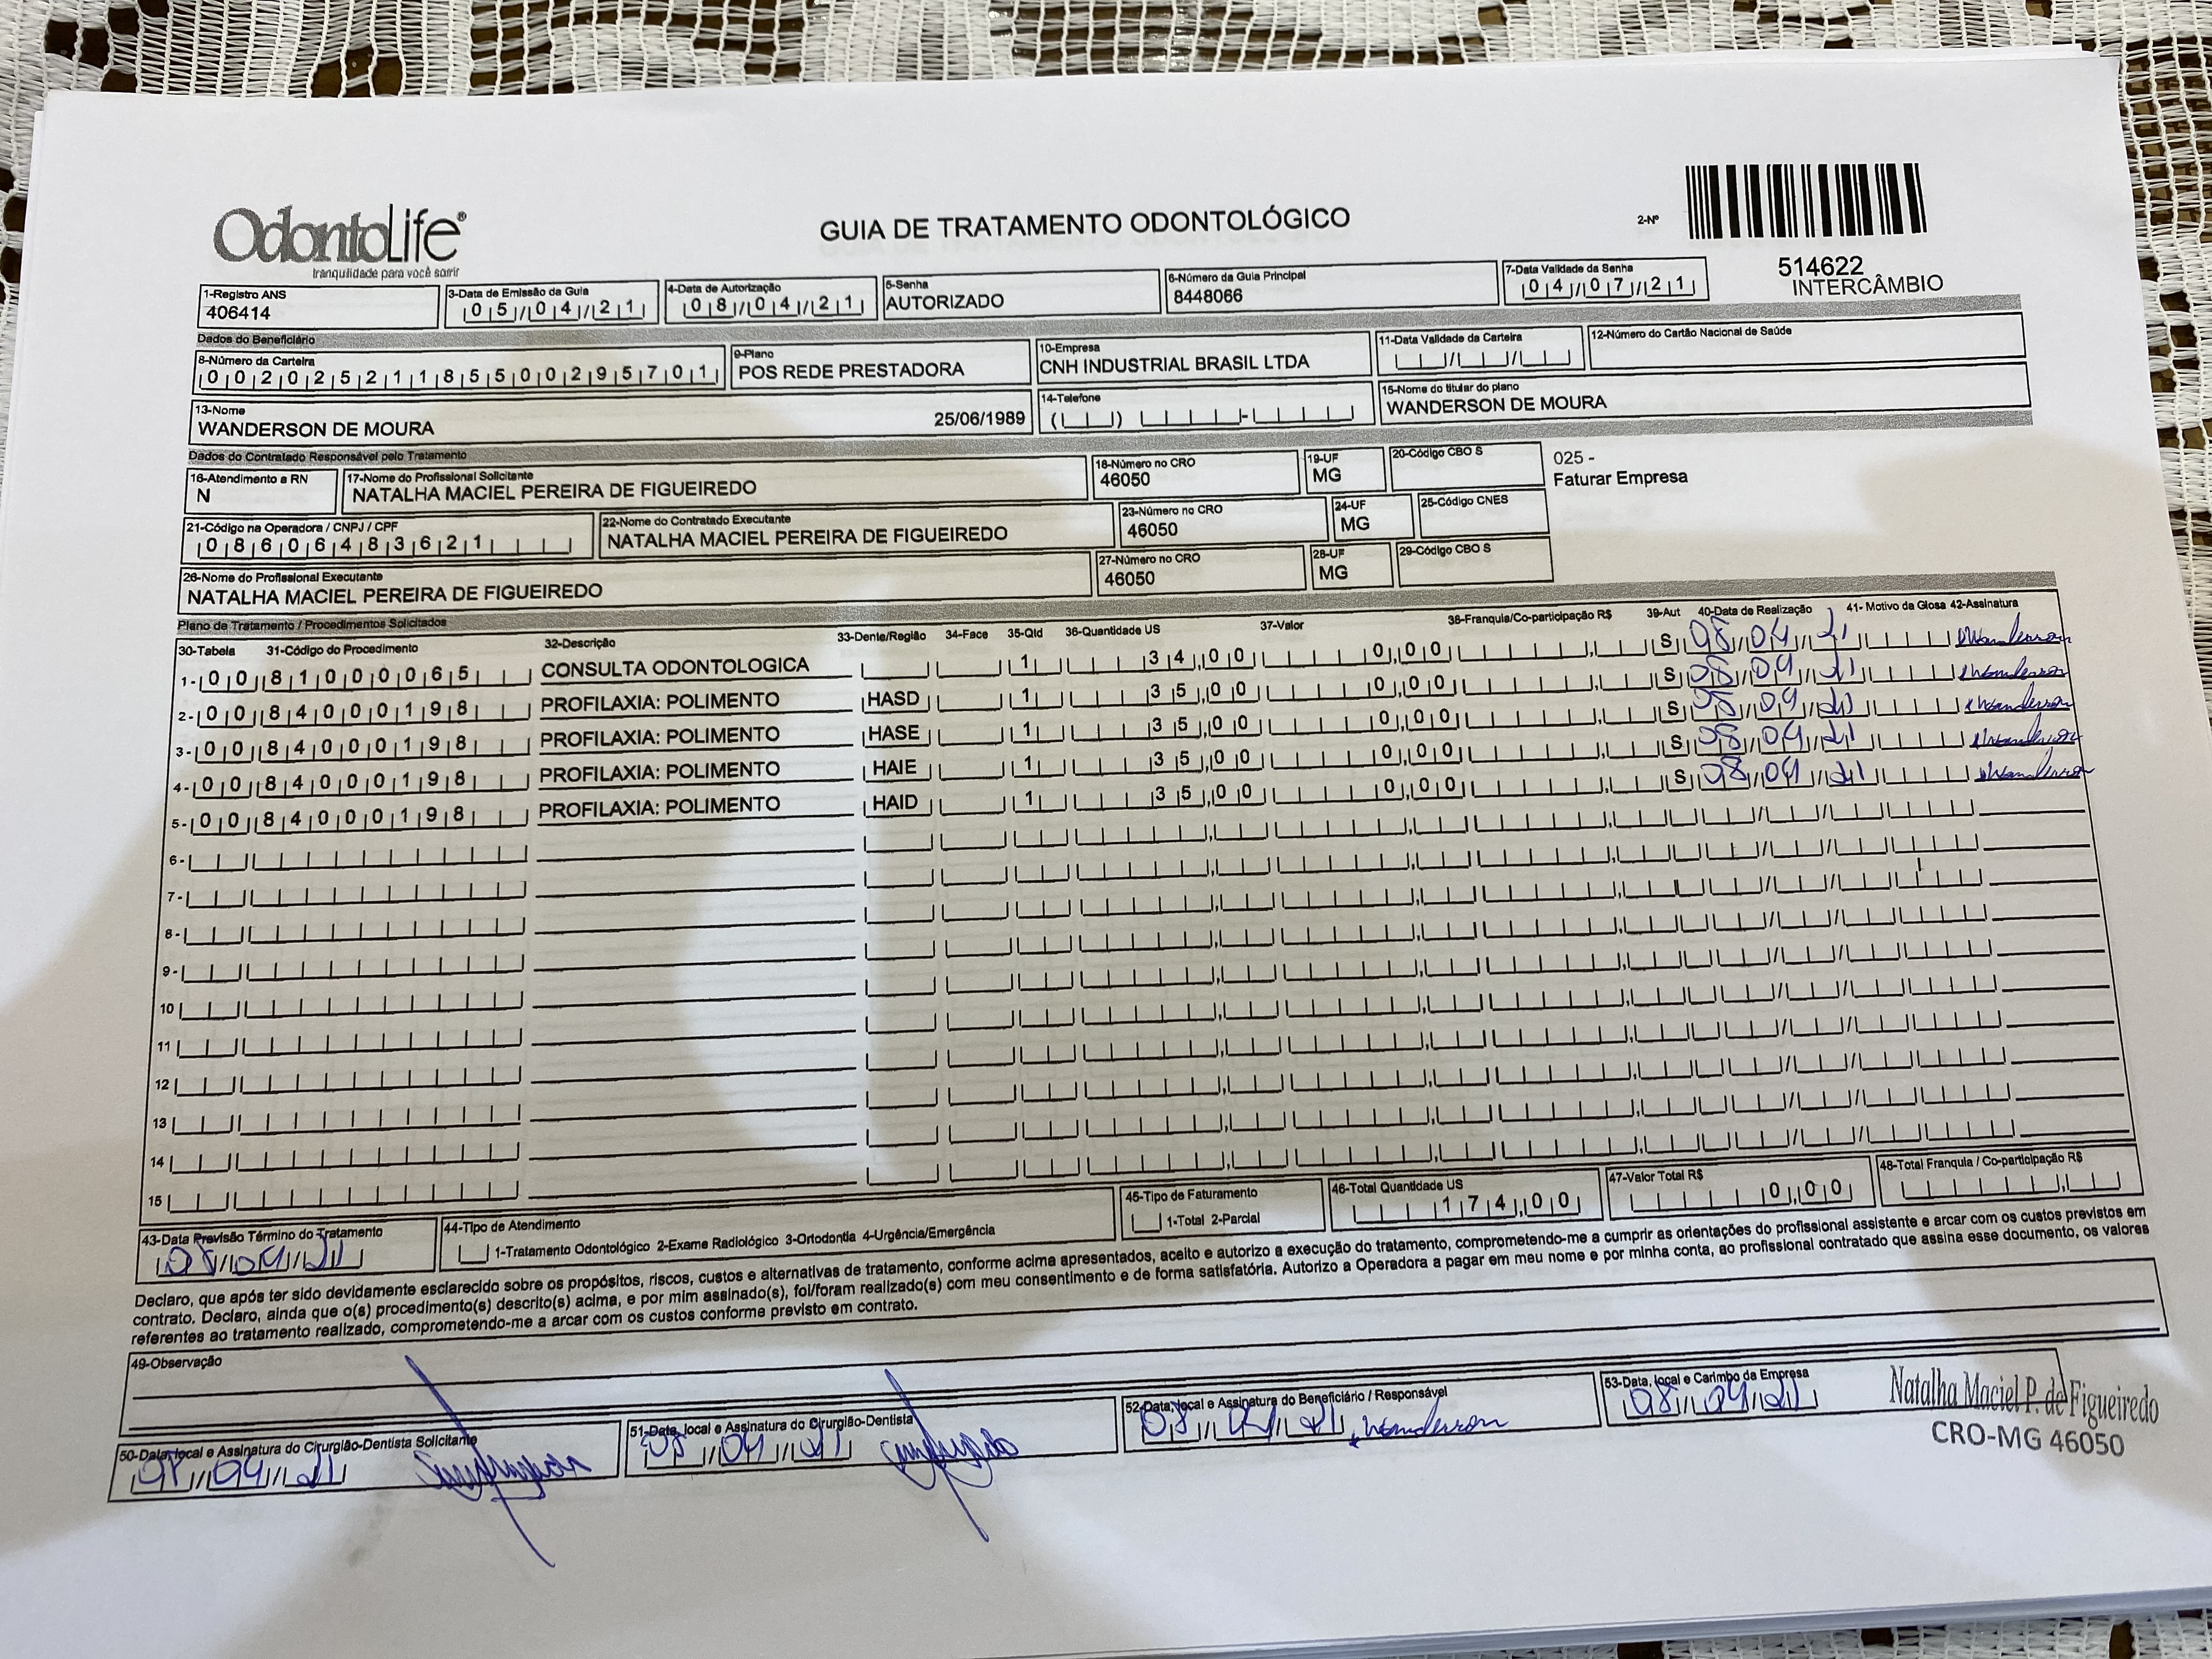 OdontoLife®
Tranquilidade para você sorrir
GUIA DE TRATAMENTO ODONTOLÓGICO
2-Nº
514622
INTERCÂMBIO
1-Registro ANS
406414
3-Data de Emissão da Guia
05/04/21
4-Data de Autorização
08/04/21
5-Senha
AUTORIZADO
6-Número da Guia Principal
8448066
7-Data Validade da Senha
04/07/21
Dados do Beneficiário
8-Número da Carteira
00202521185500295701
9-Plano
POS REDE PRESTADORA
10-Empresa
CNH INDUSTRIAL BRASIL LTDA
11-Data Validade da Carteira
12-Número do Cartão Nacional de Saúde
13-Nome
WANDERSON DE MOURA 25/06/1989
14-Telefone
15-Nome do titular do plano
WANDERSON DE MOURA
Dados do Contratado Responsável pelo Tratamento
16-Atendimento a RN
N
17-Nome do Profissional Solicitante
NATALHA MACIEL PEREIRA DE FIGUEIREDO
18-Número no CRO
46050
19-UF
MG
20-Código CBO S
025 -
Faturar Empresa
21-Código na Operadora / CNPJ / CPF
08606483621
22-Nome do Contratado Executante
NATALHA MACIEL PEREIRA DE FIGUEIREDO
23-Número no CRO
46050
24-UF
MG
25-Código CNES
26-Nome do Profissional Executante
NATALHA MACIEL PEREIRA DE FIGUEIREDO
27-Número no CRO
46050
28-UF
MG
29-Código CBO S
Plano de Tratamento / Procedimentos Solicitados
30-Tabela 31-Código do Procedimento 32-Descrição 33-Dente/Região 34-Face 35-Qtd 36-Quantidade US 37-Valor 38-Franquia/Co-participação R$ 39-Aut 40-Data de Realização 41- Motivo da Glosa 42-Assinatura
1- 00 81000065 CONSULTA ODONTOLOGICA 1 34,00 0,00 S 08/04/21 Wanderson
2- 00 84000198 PROFILAXIA: POLIMENTO HASD 1 35,00 0,00 S 08/04/21 Wanderson
3- 00 84000198 PROFILAXIA: POLIMENTO HASE 1 35,00 0,00 S 08/04/21 Wanderson
4- 00 84000198 PROFILAXIA: POLIMENTO HAIE 1 35,00 0,00 S 08/04/21 Wanderson
5- 00 84000198 PROFILAXIA: POLIMENTO HAID 1 35,00 0,00 S 08/04/21 Wanderson
6-
7-
8-
9-
10
11
12
13
14
15
43-Data Previsão Término do Tratamento
08/04/21
44-Tipo de Atendimento
1-Tratamento Odontológico 2-Exame Radiológico 3-Ortodontia 4-Urgência/Emergência
45-Tipo de Faturamento
1-Total 2-Parcial
46-Total Quantidade US
174,00
47-Valor Total R$
0,00
48-Total Franquia / Co-participação R$
Declaro, que após ter sido devidamente esclarecido sobre os propósitos, riscos, custos e alternativas de tratamento, conforme acima apresentados, aceito e autorizo a execução do tratamento, comprometendo-me a cumprir as orientações do profissional assistente e arcar com os custos previstos em
contrato. Declaro, ainda que o(s) procedimento(s) descrito(s) acima, e por mim assinado(s), foi/foram realizado(s) com meu consentimento e de forma satisfatória. Autorizo a Operadora a pagar em meu nome e por minha conta, ao profissional contratado que assina esse documento, os valores
referentes ao tratamento realizado, comprometendo-me a arcar com os custos conforme previsto em contrato.
49-Observação
50-Data, local e Assinatura do Cirurgião-Dentista Solicitante
08/04/21
51-Data, local e Assinatura do Cirurgião-Dentista
08/04/21
52-Data, local e Assinatura do Beneficiário / Responsável
08/04/21 Wanderson
53-Data, local e Carimbo da Empresa
08/04/21
Natalha Maciel P. de Figueiredo
CRO-MG 46050